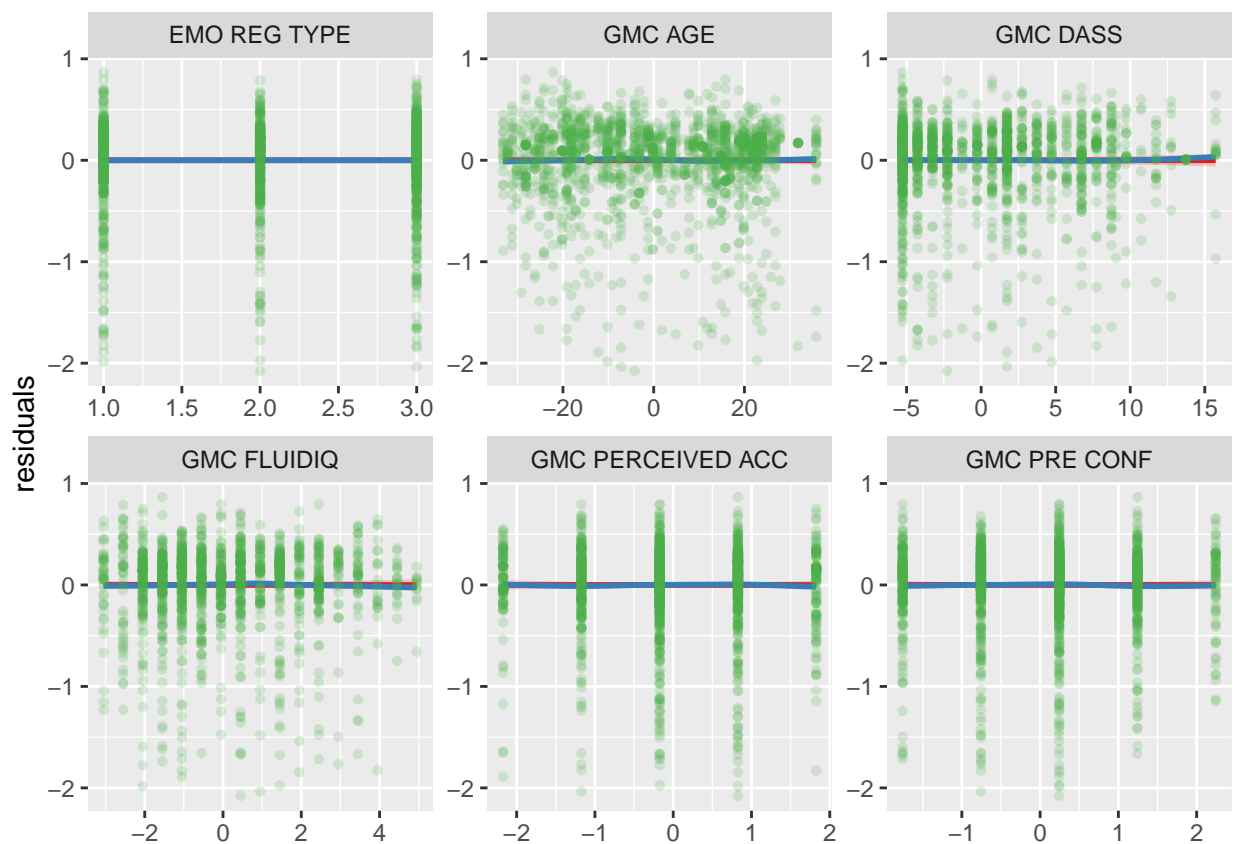 EMO REG TYPE
GMC AGE
GMC DASS
1
0
−1
−2
1.0 1.5 2.0 2.5 3.0
1
0
−1
−2
−20 0 20
1
0
−1
−2
−5 0 5 10 15
residuals
GMC FLUIDIQ
GMC PERCEIVED ACC
GMC PRE CONF
1
0
−1
−2
−2 0 2 4
1
0
−1
−2
−2 −1 0 1 2
1
0
−1
−2
−1 0 1 2